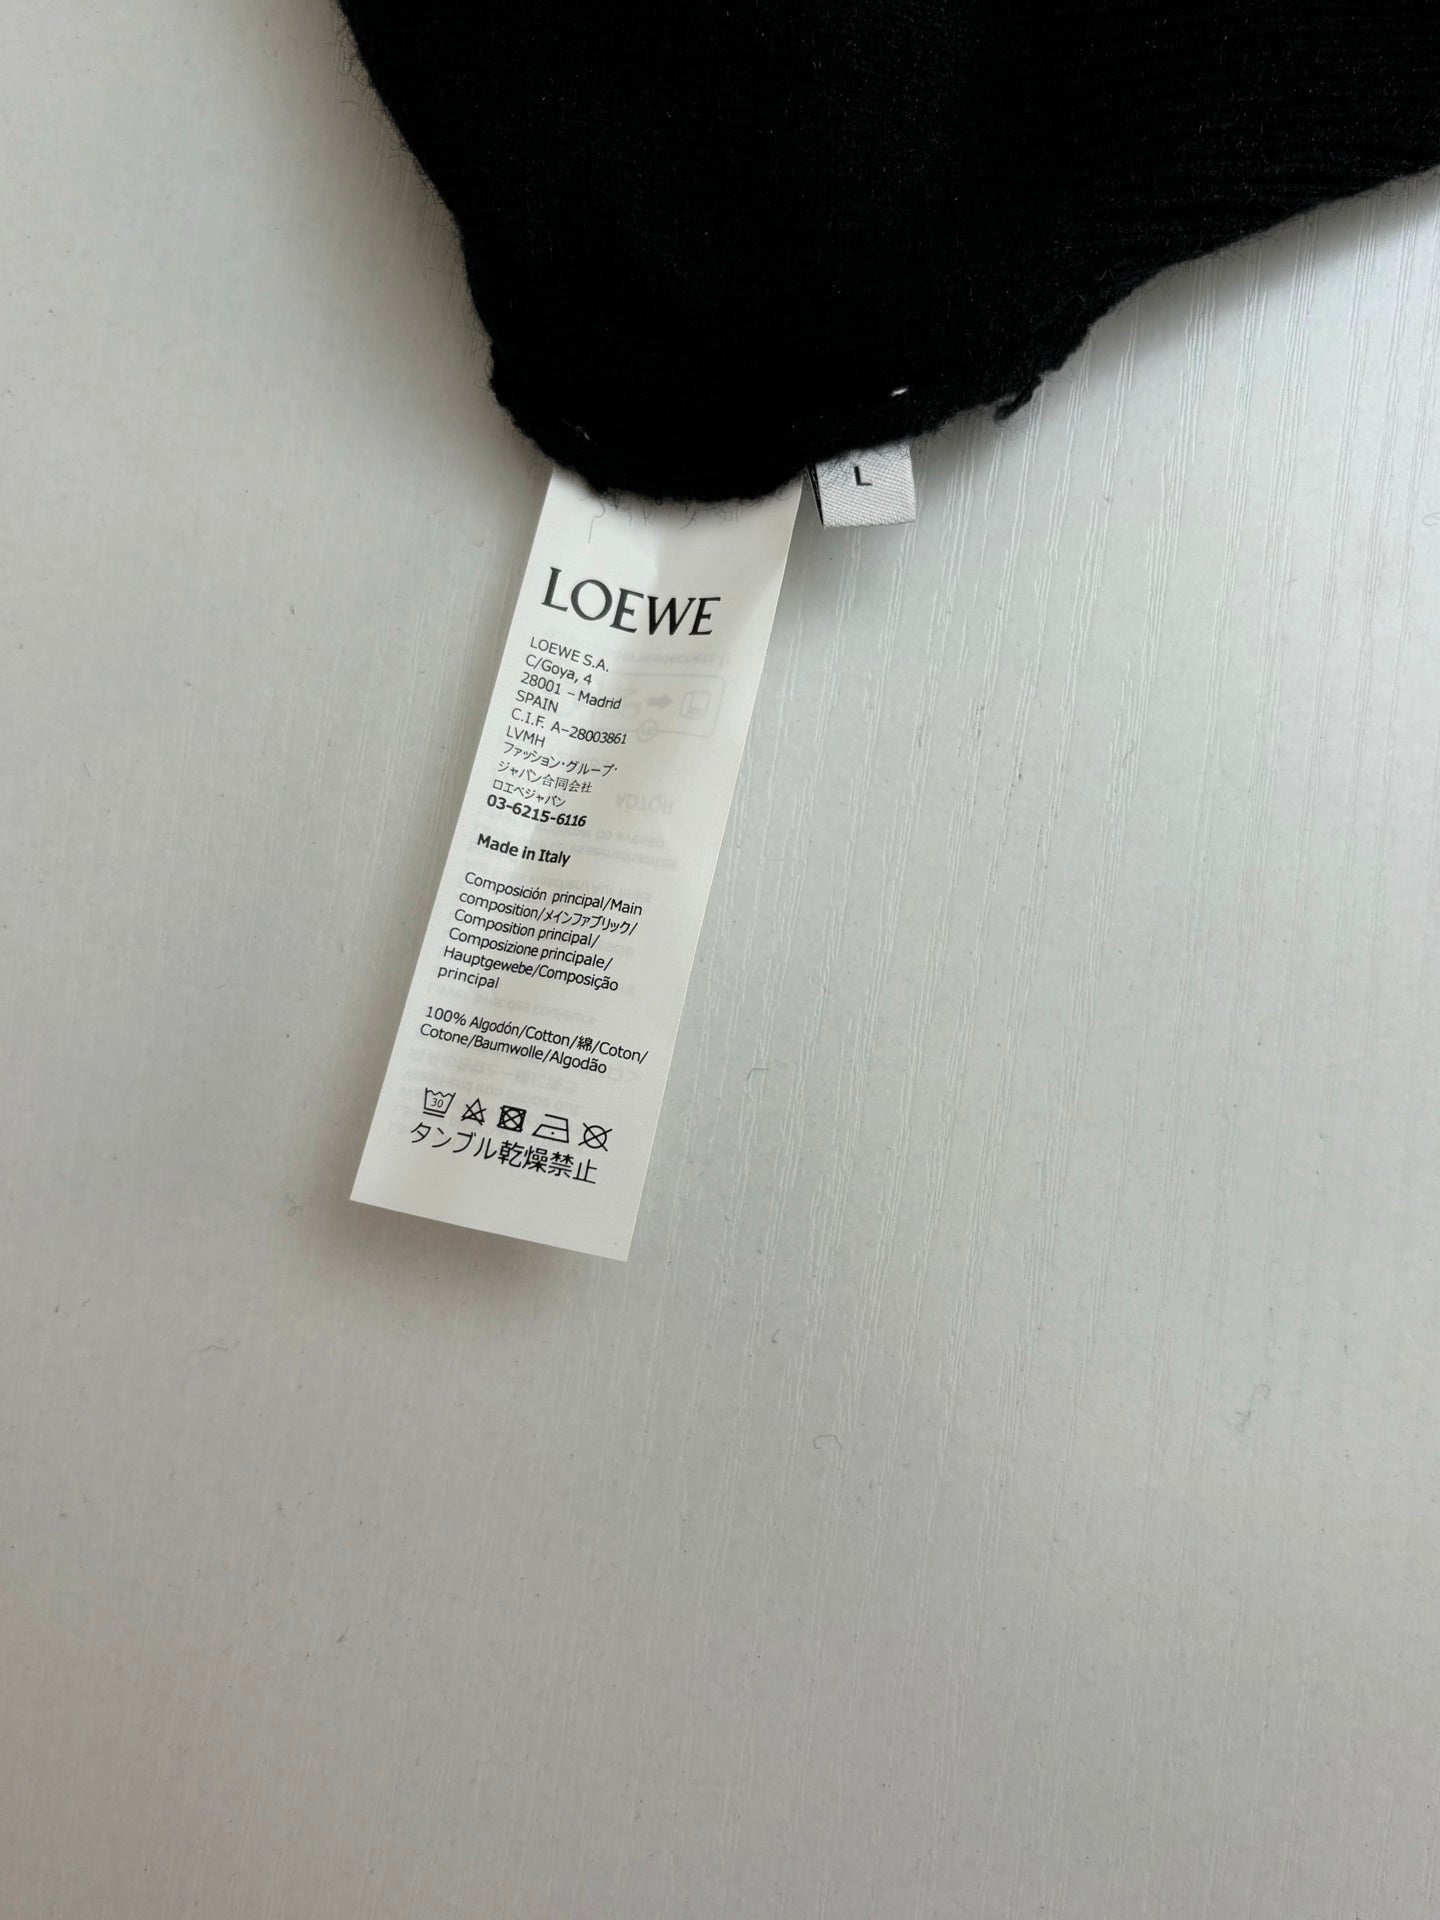 L
LOEWE
LOEWE S.A.
C/Goya, 4
28001 - Madrid
SPAIN
C.I.F. A-28003861
LVMH
ファッション・グループ・
ジャパン合同会社
ロエベジャパン
03-6215-6116
Made in Italy
Composición principal/Main
composition/メインファブリック/
Composition principal/
Composizione principale/
Hauptgewebe/Composição
principal
100% Algodón/Cotton/綿/Coton/
Cotone/Baumwolle/Algodão
30
タンブル乾燥禁止